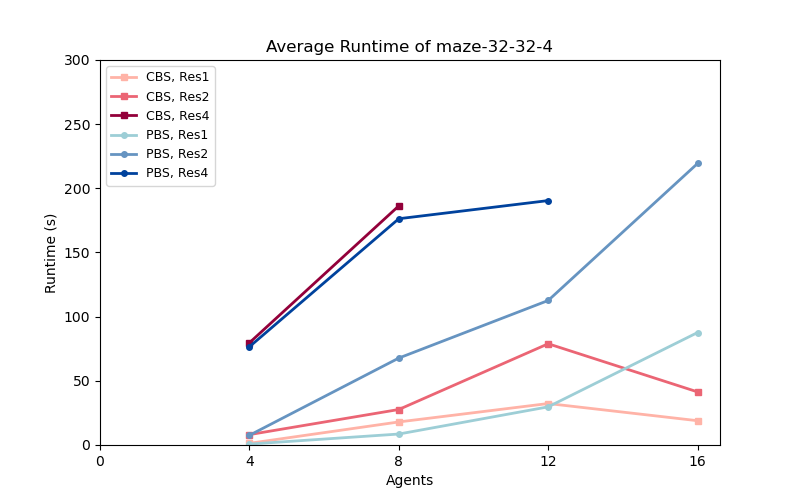 Average Runtime of maze-32-32-4
300
250
200
150
100
50
0
Runtime (s)
CBS, Res1
CBS, Res2
CBS, Res4
PBS, Res1
PBS, Res2
PBS, Res4
0 4 8 12 16
Agents